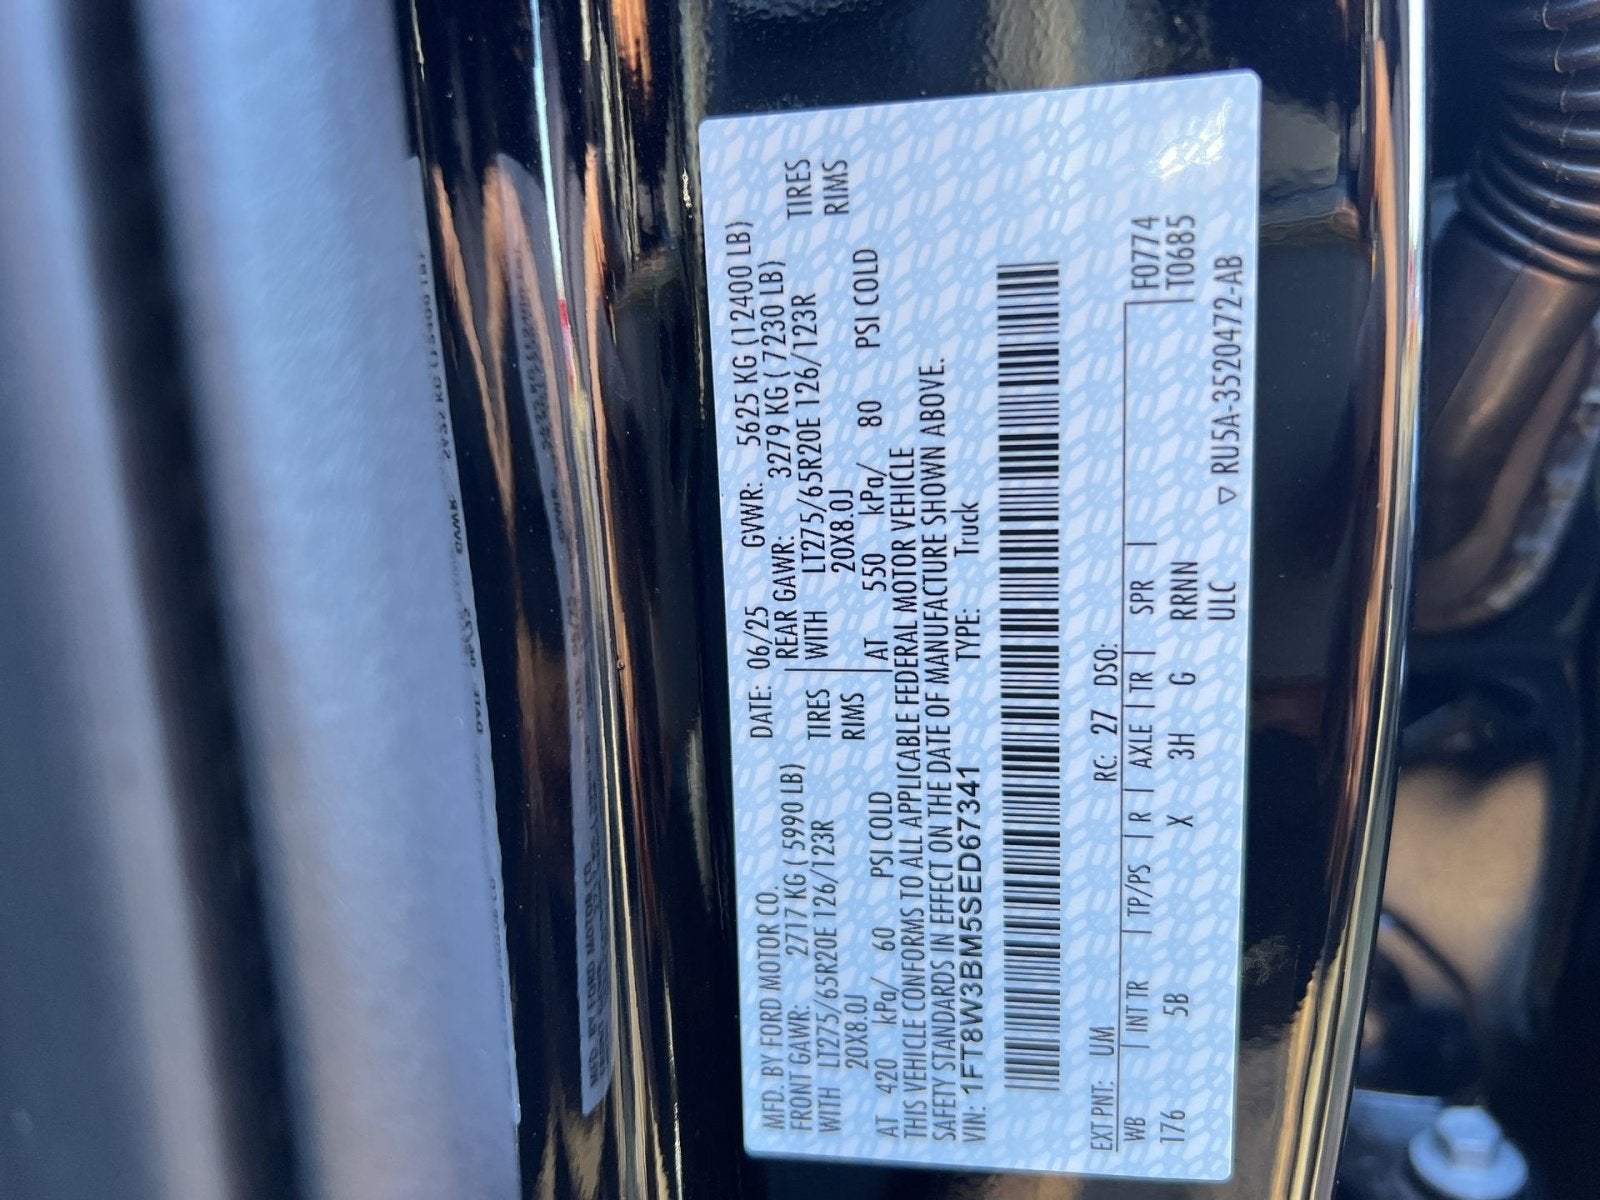 MFD. BY FORD MOTOR CO.
DATE: 06/25 GVWR: 5625 KG (12400 LB)
FRONT GAWR: 2717 KG ( 5990 LB)
REAR GAWR: 3279 KG ( 7230 LB)
WITH LT275/65R20E 126/123R TIRES
WITH LT275/65R20E 126/123R TIRES
20X8.0J RIMS
20X8.0J RIMS
AT 420 kPa/ 60 PSI COLD
AT 550 kPa/ 80 PSI COLD
THIS VEHICLE CONFORMS TO ALL APPLICABLE FEDERAL MOTOR VEHICLE
SAFETY STANDARDS IN EFFECT ON THE DATE OF MANUFACTURE SHOWN ABOVE.
VIN: 1FT8W3BM5SED67341 TYPE: Truck
EXT PNT: UM RC: 27 DSO:
WB INT TR TP/PS R AXLE TR SPR F0774
176 5B X 3H G RRNN T0685
ULC ▽ RU5A-3520472-AB